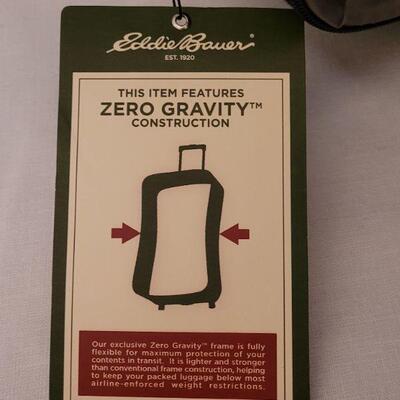 Eddie Bauer
EST. 1920
THIS ITEM FEATURES
ZERO GRAVITY™
CONSTRUCTION
Our exclusive Zero Gravity™ frame is fully
flexible for maximum protection of your
contents in transit. It is lighter and stronger
than conventional frame construction, helping
to keep your packed luggage below most
airline-enforced weight restrictions.